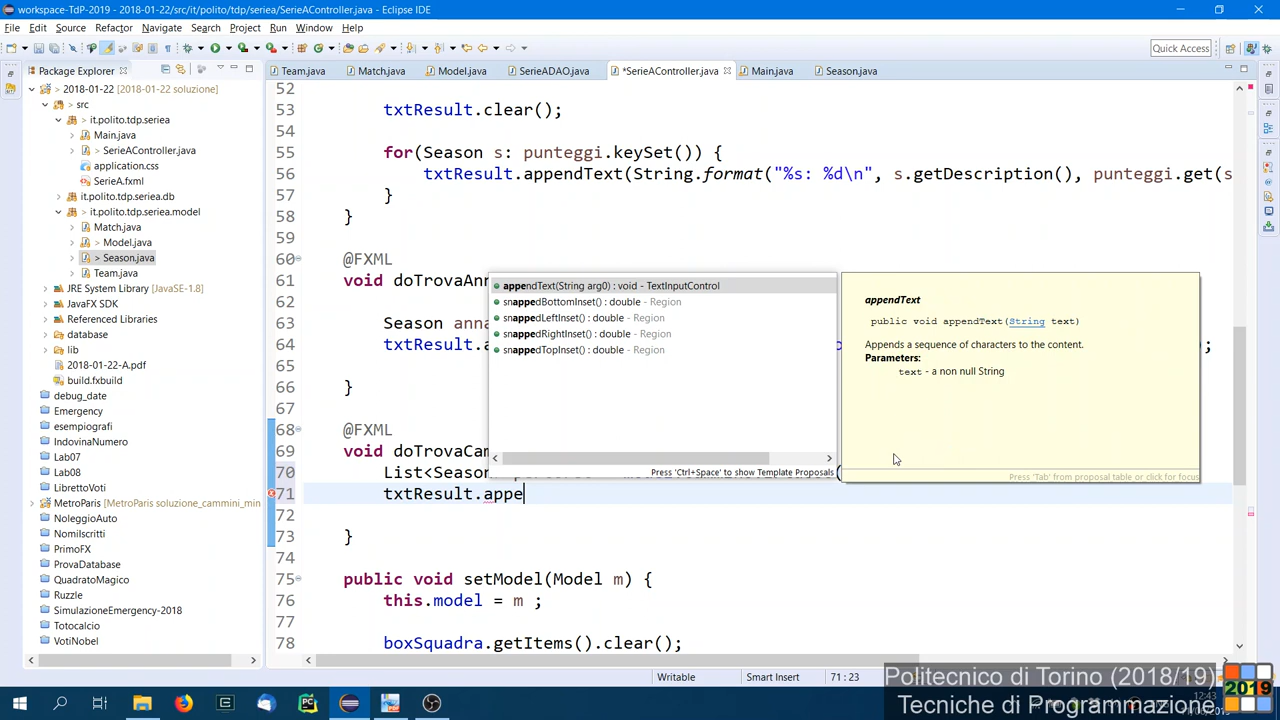 workspace-TdP-2019 - 2018-01-22/src/it/polito/tdp/seriea/SerieAController.java - Eclipse IDE
File Edit Source Refactor Navigate Search Project Run Window Help
Quick Access
Package Explorer
Team.java Match.java Model.java SerieADAO.java *SerieAController.java Main.java Season.java
2018-01-22 [2018-01-22 soluzione]
> src
it.polito.tdp.seriea
Main.java
> SerieAController.java
application.css
SerieA.fxml
it.polito.tdp.seriea.db
it.polito.tdp.seriea.model
Match.java
> Model.java
> Season.java
Team.java
JRE System Library [JavaSE-1.8]
JavaFX SDK
Referenced Libraries
database
lib
2018-01-22-A.pdf
build.fxbuild
debug_date
Emergency
esempiografi
IndovinaNumero
Lab07
Lab08
LibrettoVoti
MetroParis [MetroParis soluzione_cammini_min
NoleggioAuto
NomiIscritti
PrimoFX
ProvaDatabase
QuadratoMagico
Ruzzle
SimulazioneEmergency-2018
Totocalcio
VotiNobel
52
53 txtResult.clear();
54
55 for(Season s: punteggi.keySet()) {
56 txtResult.appendText(String.format("%s: %d\n", s.getDescription(), punteggi.get(s
57 }
58 }
59
60 @FXML
61 void doTrovaAnn
62
63 Season anna
64 txtResult.a );
65
66 }
67
68 @FXML
69 void doTrovaCam
70 List<Season
71 txtResult.appe
72
73 }
74
75 public void setModel(Model m) {
76 this.model = m ;
77
78 boxSquadra.getItems().clear();
appendText(String arg0) : void - TextInputControl
snappedBottomInset() : double - Region
snappedLeftInset() : double - Region
snappedRightInset() : double - Region
snappedTopInset() : double - Region
Press 'Ctrl+Space' to show Template Proposals
appendText
public void appendText(String text)
Appends a sequence of characters to the content.
Parameters:
text - a non null String
Press 'Tab' from proposal table or click for focus
Writable Smart Insert 71 : 23
Politecnico di Torino (2018/19)
Tecniche di Programmazione
2019
12:43